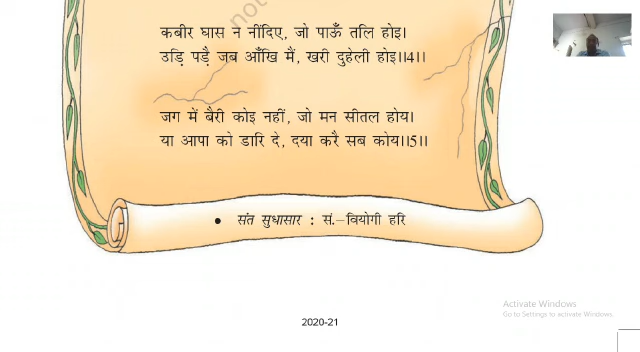 not
कबीर घास न नींदिए, जो पाऊँ तलि होइ।
उड़ि पड़ै जब आँखि मैं, खरी दुहेली होइ।।4।।
जग में बैरी कोइ नहीं, जो मन सीतल होय।
या आपा को डारि दे, दया करै सब कोय।।5।।
• संत सुधासार : सं.–वियोगी हरि
Activate Windows
Go to Settings to activate Windows.
2020-21